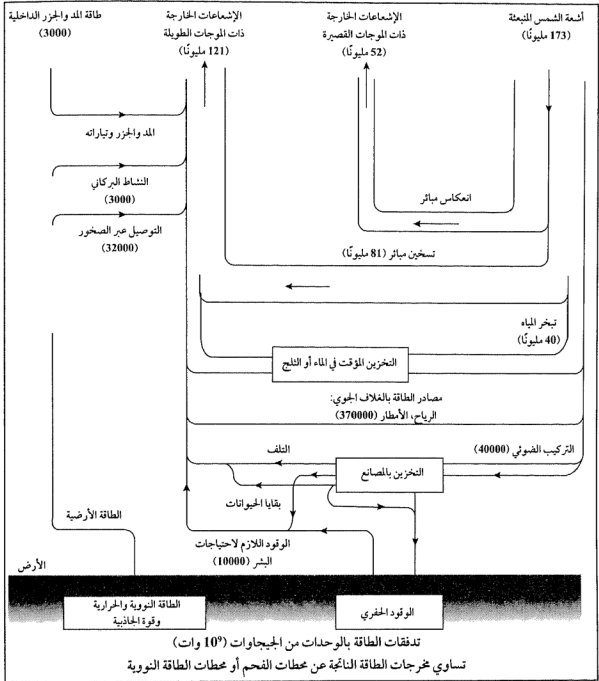 أشعة الشمس المنبعثة
(173 مليونًا)
الإشعاعات الخارجة
ذات الموجات القصيرة
(52 مليونًا)
الإشعاعات الخارجة
ذات الموجات الطويلة
(121 مليونًا)
طاقة المد والجزر الداخلية
(3000)
المد والجزر وتياراته
النشاط البركاني
(3000)
التوصيل عبر الصخور
(32000)
انعكاس مباثر
تسخين مباثر (81 مليونًا)
تبخر المياه
(40 مليونًا)
التخزين المؤقت في الماء أو الثلج
مصادر الطاقة بالغلاف الجوي:
الرياح، الأمطار (370000)
التركيب الضوئي (40000)
التلف
التخزين بالمصانع
بقايا الحيوانات
الطاقة الأرضية
الوقود اللازم لاحتياجات
البشر (10000)
الأرض
الوقود الحفري
الطاقة النووية والحرارية
وقوة الجاذبية
تدفقات الطاقة بالوحدات من الجيجاوات (10⁹ وات)
تساوي مخرجات الطاقة الناتجة عن محطات الفحم أو محطات الطاقة النووية